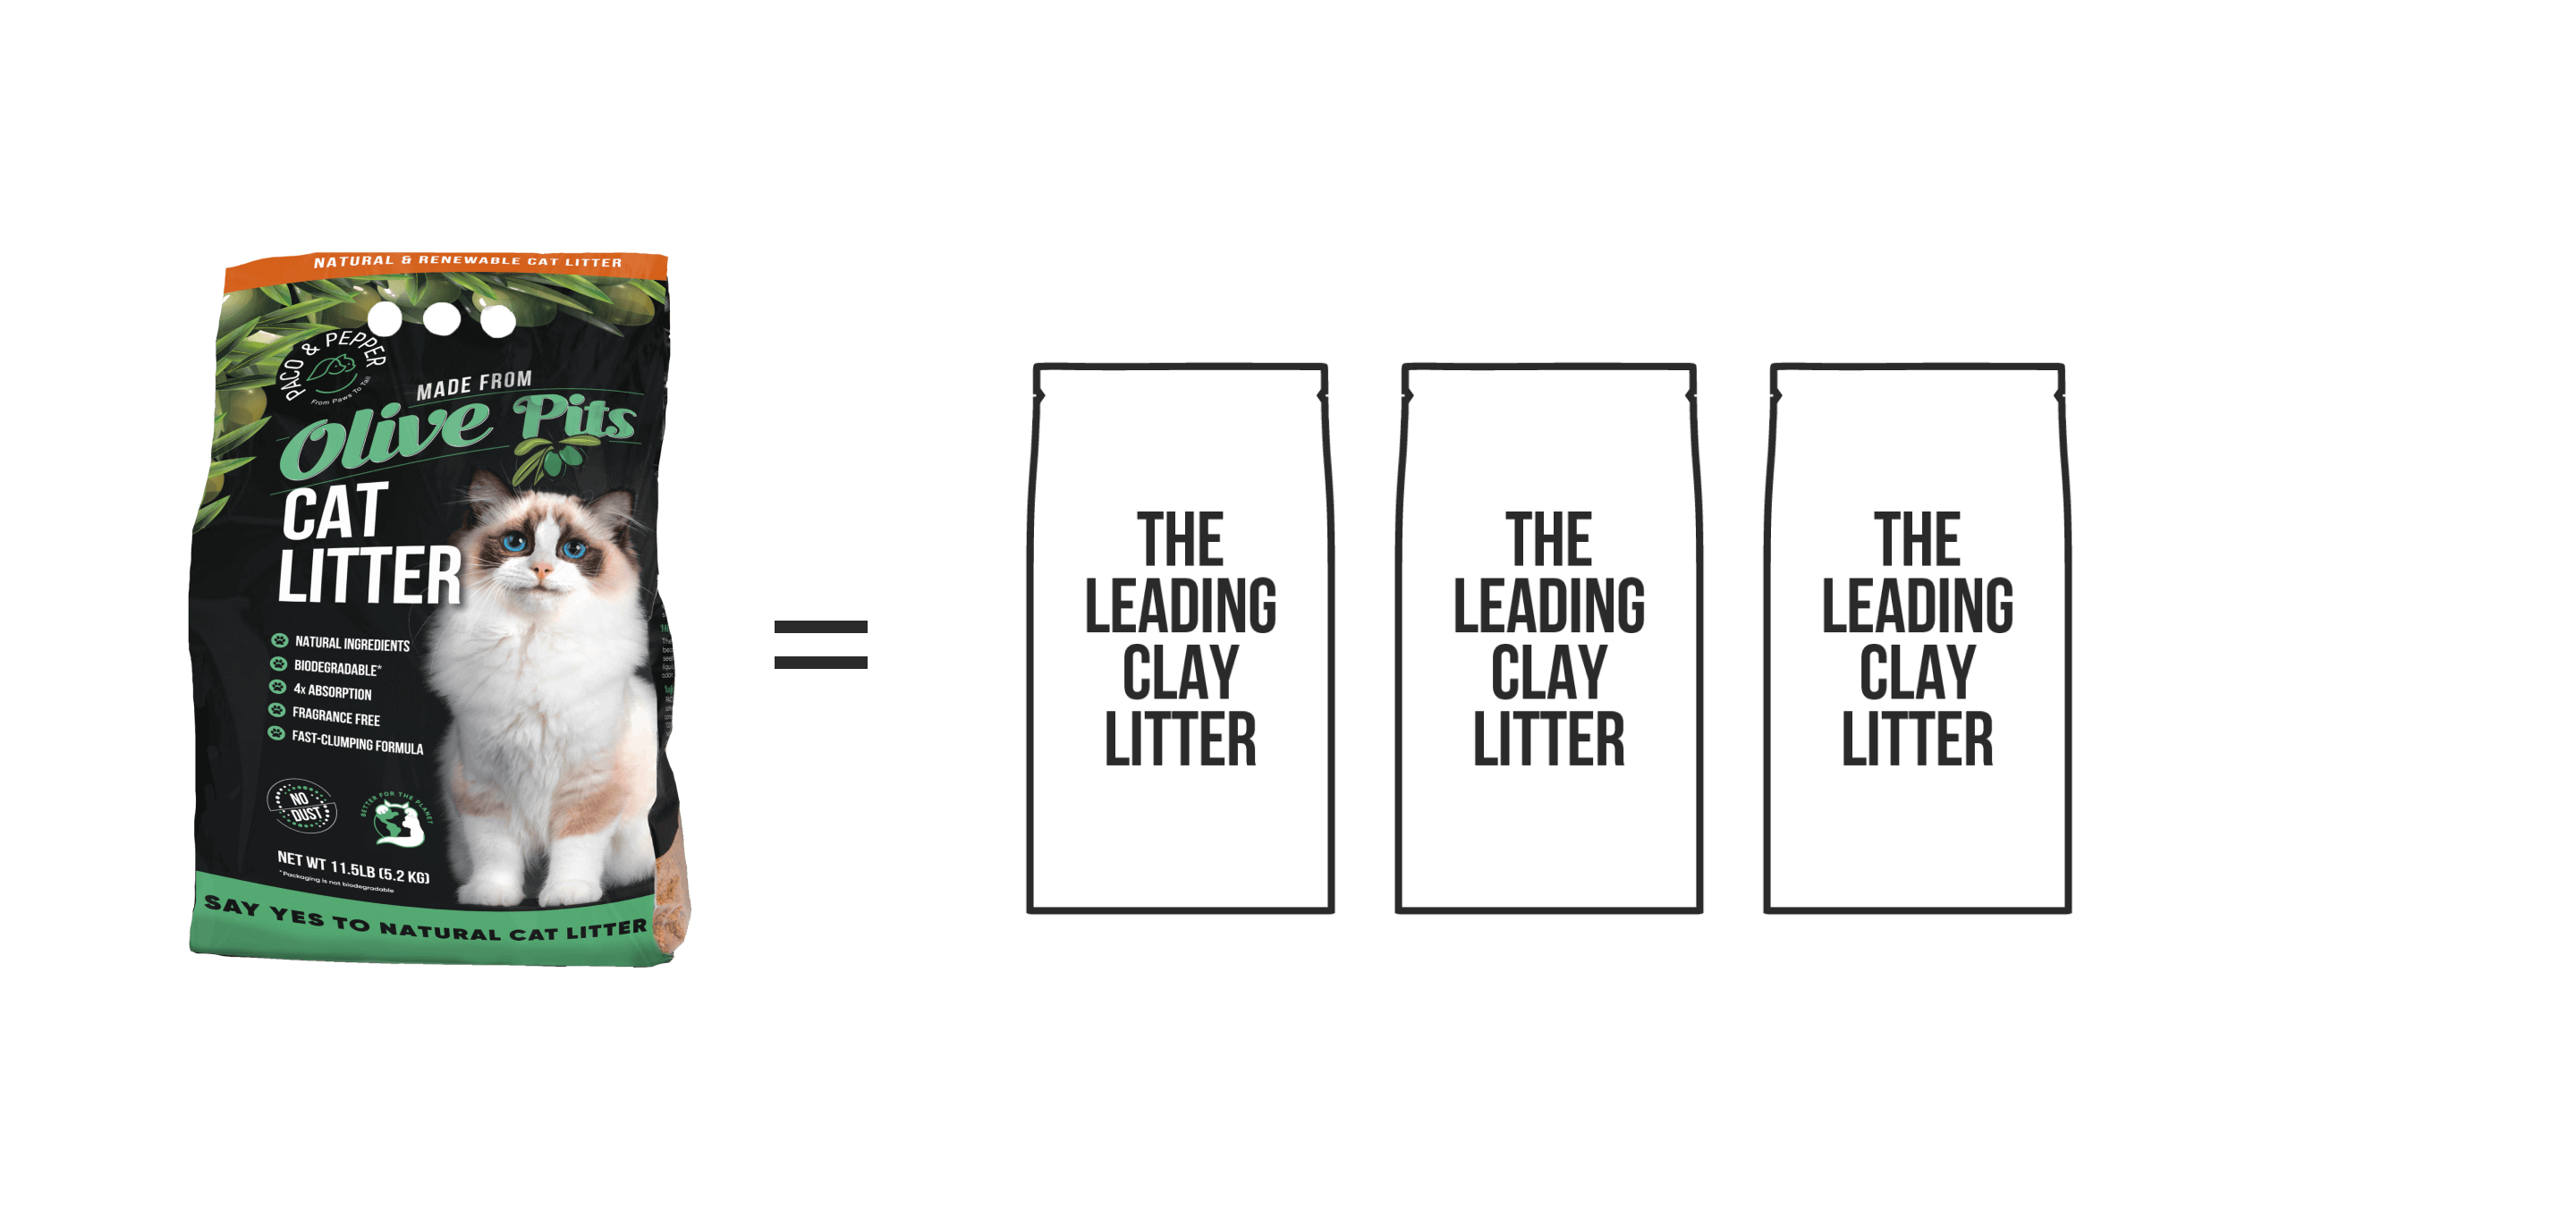 NATURAL & RENEWABLE CAT LITTER
PACO & PEPPER
From Paws To Tail
MADE FROM
Olive Pits
CAT
LITTER
NATURAL INGREDIENTS
BIODEGRADABLE*
4x ABSORPTION
FRAGRANCE FREE
FAST-CLUMPING FORMULA
NO
DUST
BETTER FOR THE PLANET
NET WT 11.5LB (5.2 KG)
*Packaging is not biodegradable
SAY YES TO NATURAL CAT LITTER
=
THE
LEADING
CLAY
LITTER
THE
LEADING
CLAY
LITTER
THE
LEADING
CLAY
LITTER